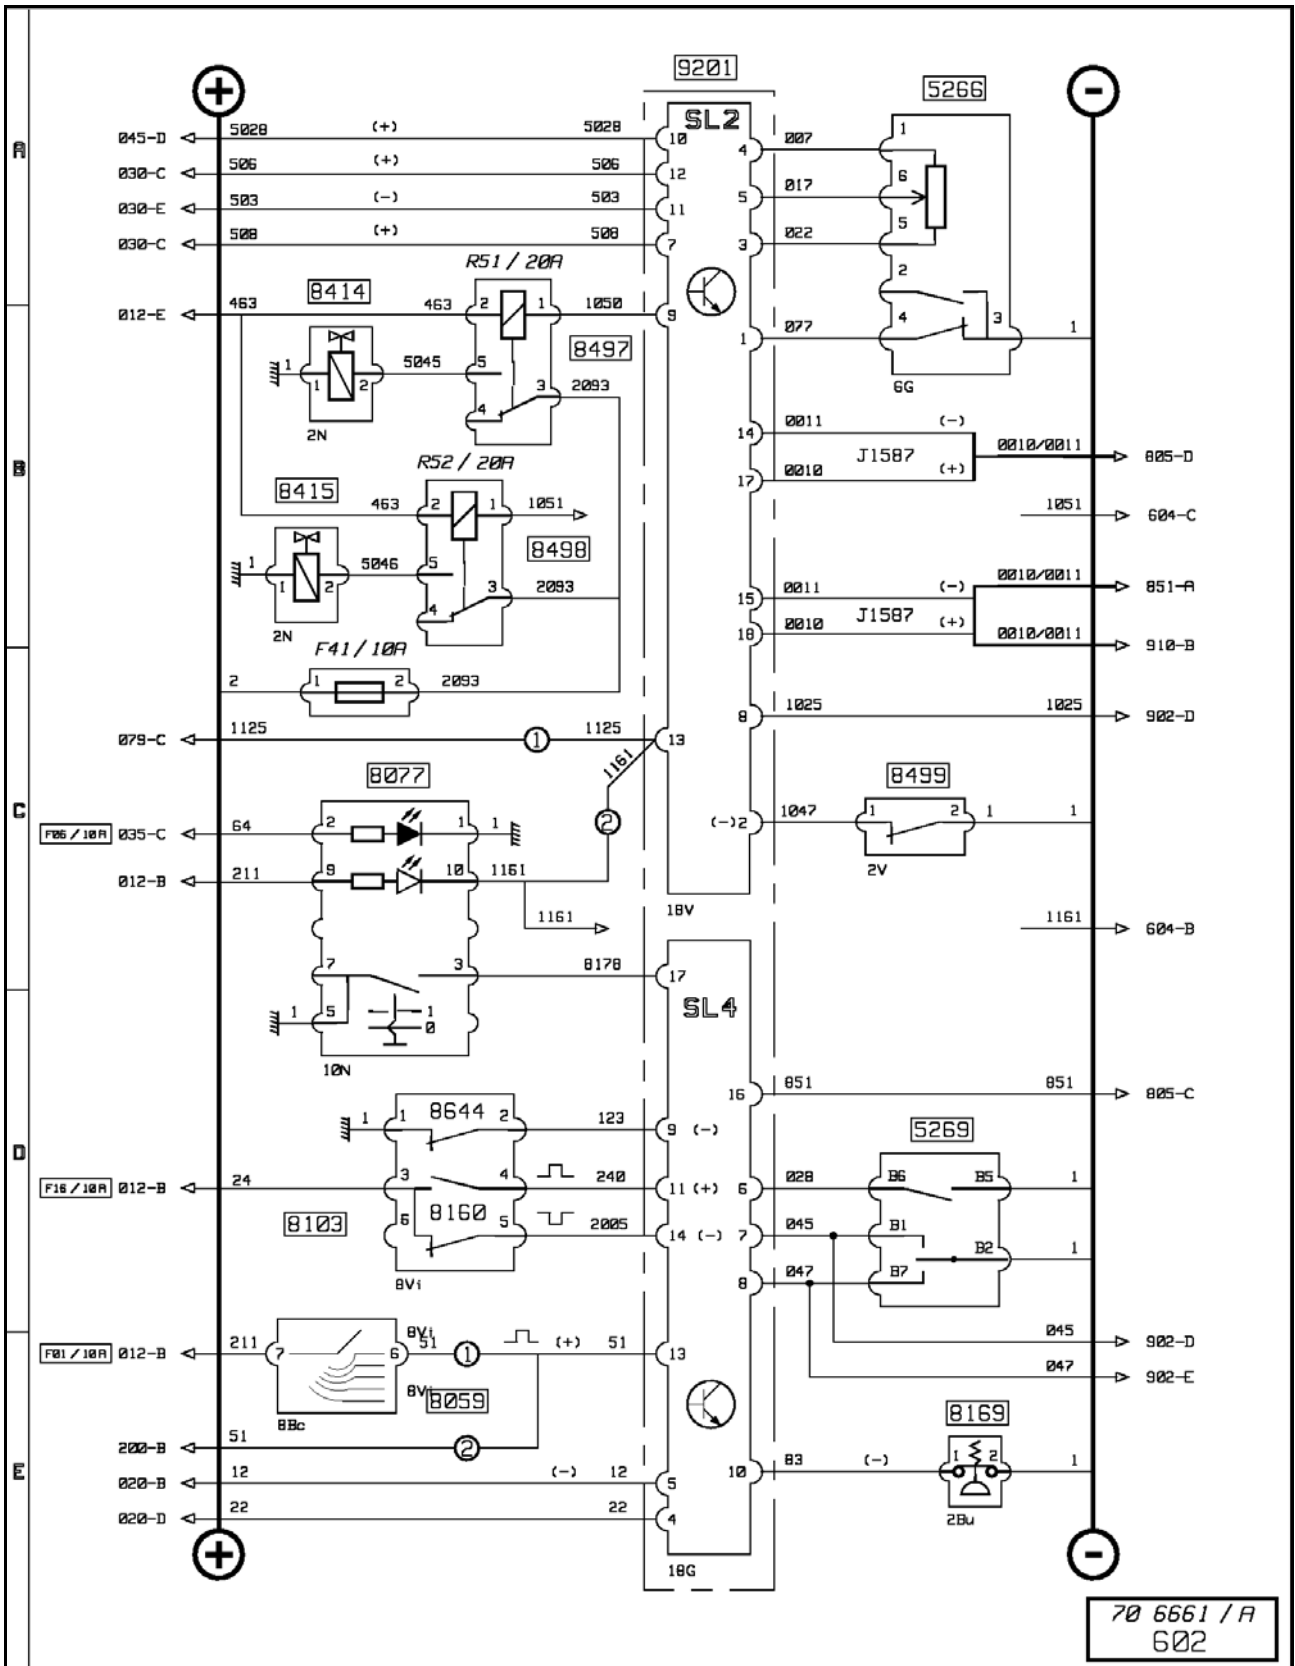 9201
+ SL2 5266 -
045-D 5028 (+) 5028 10 4 007 1
A
030-C 506 (+) 506 12 6
030-E 503 (-) 503 11 5 017 5
030-C 508 (+) 508 7 3 022
R51 / 20A 2
8414
012-E 463 463 2 1 1050 9
1 077 4 3 1
8497
1 1 2 5045 5
3 2093
4
2N 6G
14 0011 (-)
J1587 0010/0011 805-D
17 0010 (+)
B
R52 / 20A
8415
463 2 1 1051 1051 604-C
8498
1 1 2 5046 5
3 2093
4
2N
0010/0011 851-A
15 0011 (-)
J1587
18 0010 (+) 0010/0011 910-B
F41 / 10A
2 1 2 2093
8 1025 1025 902-D
079-C 1125 1 1125 13
1161
8077 8499
C
F06 / 10A 035-C 64 2 1 1
2 (-)2 1047 1 2 1 1
2V
012-B 211 9 10 1161
18V
1161 1161 604-B
7 3 8178 17
SL4
1 5 1
0
10N
16 851 851 805-C
8644
1 1 2 123 9 (-)
5269
D
F16 / 10A 012-B 24 3 4 240 11 (+) 6 028 B6 B5 1
8103 8160
6 5 2005 14 (-) 7 045 B1
B2 1
8 047 B7
8Vi
045 902-D
8Vi
F01 / 10A 012-B 211 7 6 51 1 (+) 51 13
047 902-E
8Vi 8059
8Bc
8169
200-B 51 2
E
020-B 12 (-) 12 5 10 83 (-) 1 2 1
020-D 22 22 4
2Bu
+ -
18G
70 6661 / A
602